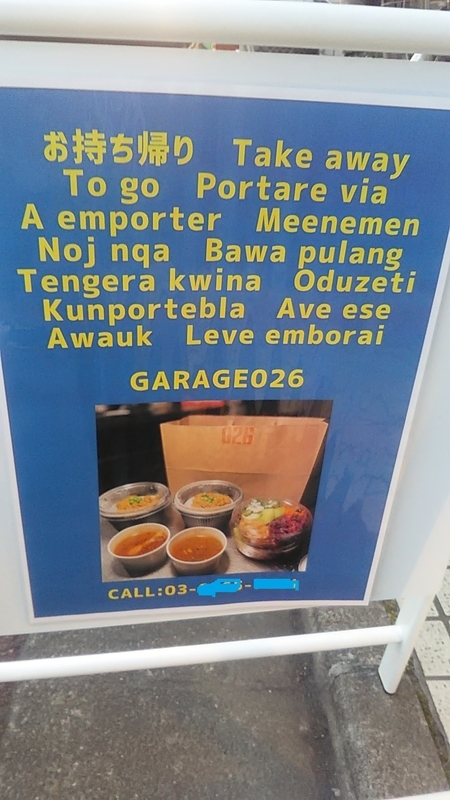 お持ち帰り Take away
To go Portare via
A emporter Meenemen
Noj nqa Bawa pulang
Tengera kwina Oduzeti
Kunportebla Ave ese
Awauk Leve emborai
GARAGE026
026
CALL:03-